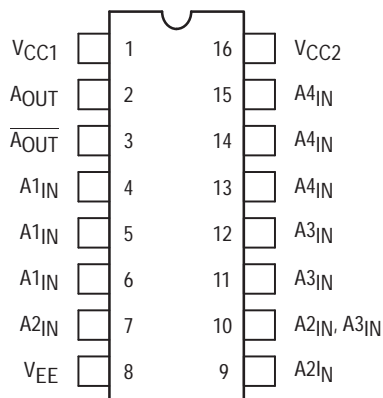 VCC1 1 16 VCC2
AOUT 2 15 A4IN
AOUT 3 14 A4IN
A1IN 4 13 A4IN
A1IN 5 12 A3IN
A1IN 6 11 A3IN
A2IN 7 10 A2IN, A3IN
VEE 8 9 A2IN